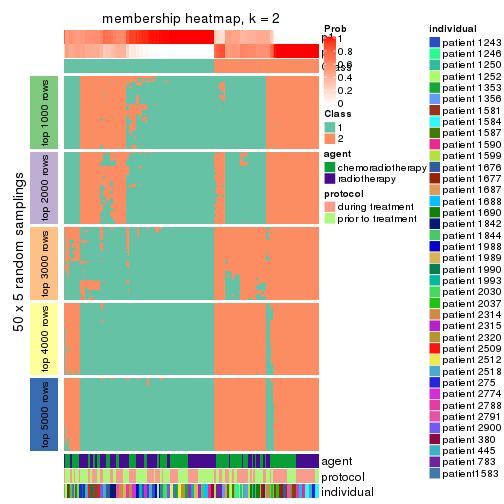 membership heatmap, k = 2
50 x 5 random samplings
top 1000 rows
top 2000 rows
top 3000 rows
top 4000 rows
top 5000 rows
agent
protocol
individual
Prob
1
0.8
0.6
0.4
0.2
0
Class
1
2
agent
chemoradiotherapy
radiotherapy
protocol
during treatment
prior to treatment
individual
patient 1243
patient 1246
patient 1250
patient 1252
patient 1353
patient 1356
patient 1581
patient 1584
patient 1587
patient 1590
patient 1599
patient 1676
patient 1677
patient 1687
patient 1688
patient 1690
patient 1842
patient 1844
patient 1988
patient 1989
patient 1990
patient 1993
patient 2030
patient 2037
patient 2314
patient 2315
patient 2320
patient 2509
patient 2512
patient 2518
patient 275
patient 2774
patient 2788
patient 2791
patient 2900
patient 380
patient 445
patient 783
patient1583